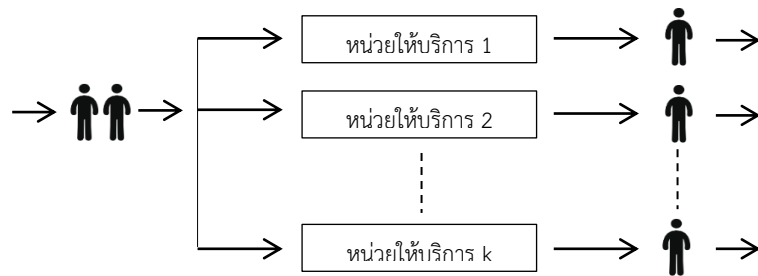 หน่วยให้บริการ 1
หน่วยให้บริการ 2
หน่วยให้บริการ k